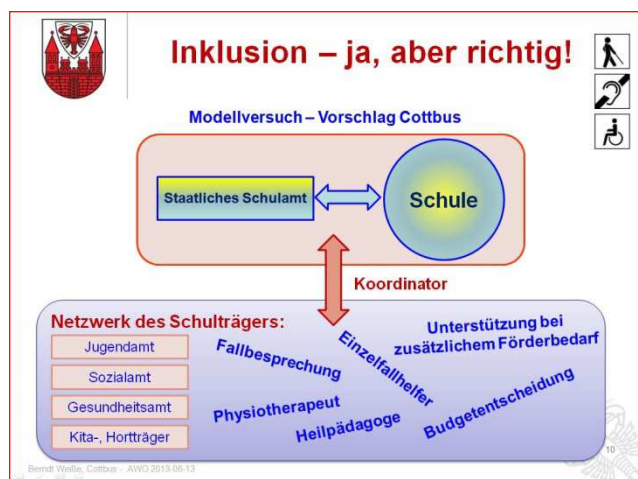 Inklusion – ja, aber richtig!
Modellversuch – Vorschlag Cottbus
Staatliches Schulamt
Schule
Koordinator
Netzwerk des Schulträgers:
Jugendamt
Sozialamt
Gesundheitsamt
Kita-, Hortträger
Fallbesprechung
Einzelfallhelfer
Unterstützung bei
zusätzlichem Förderbedarf
Physiotherapeut
Heilpädagoge
Budgetentscheidung
10
Berndt Weiße, Cottbus - AWO 2013-06-13